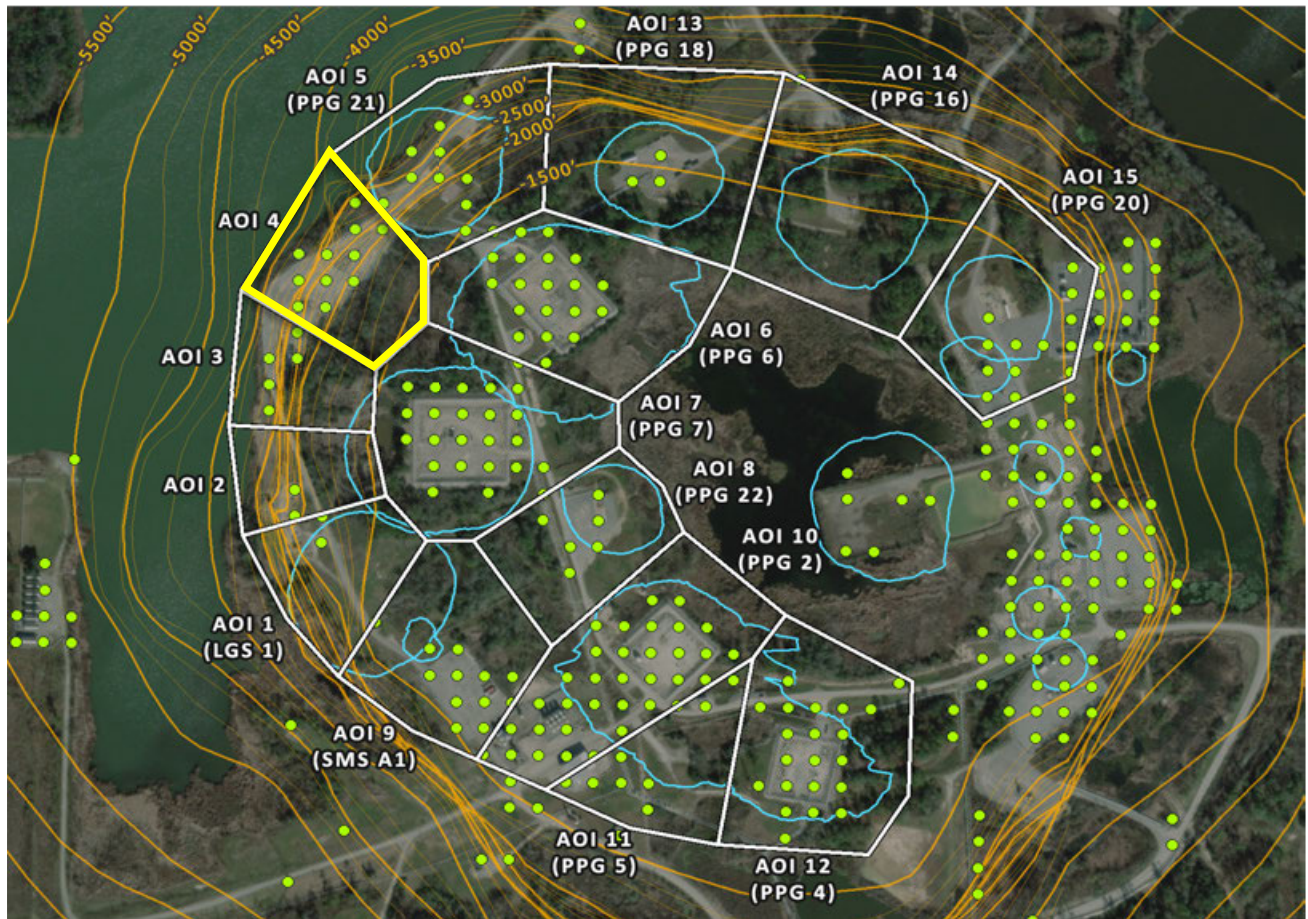 -5500'
-5000'
-4500'
-4000'
-3500'
-3000'
-2500'
-2000'
-1500'
AOI 13
(PPG 18)
AOI 14
(PPG 16)
AOI 5
(PPG 21)
AOI 15
(PPG 20)
AOI 4
AOI 3
AOI 6
(PPG 6)
AOI 7
(PPG 7)
AOI 2
AOI 8
(PPG 22)
AOI 10
(PPG 2)
AOI 1
(LGS 1)
AOI 9
(SMS A1)
AOI 11
(PPG 5)
AOI 12
(PPG 4)